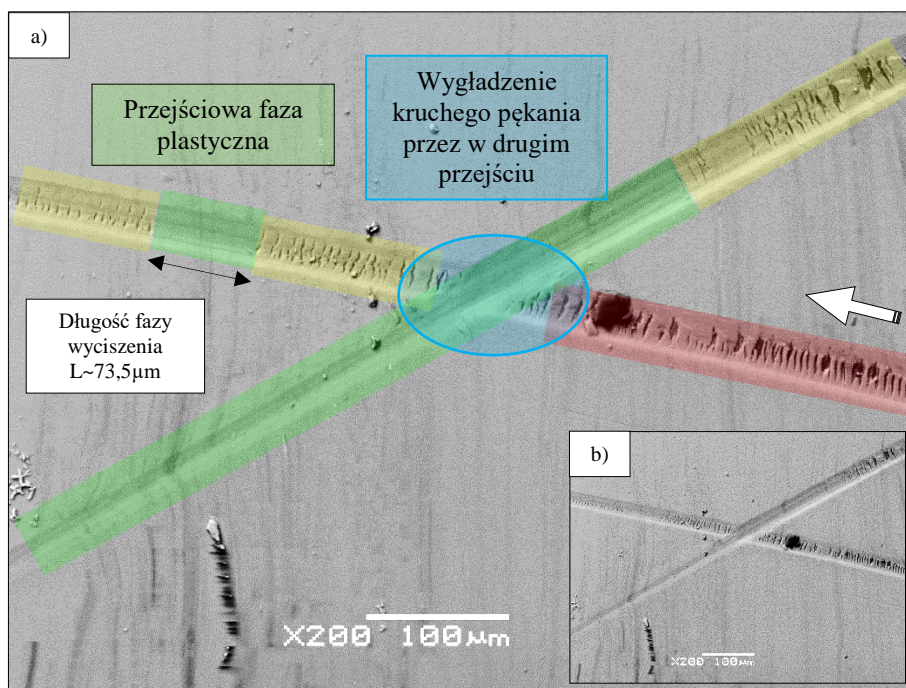 a)
Przejściowa faza
plastyczna
Wygładzenie
kruchego pękania
przez w drugim
przejściu
Długość fazy
wyciszenia
L~73,5µm
b)
X200 100µm
X200 100µm